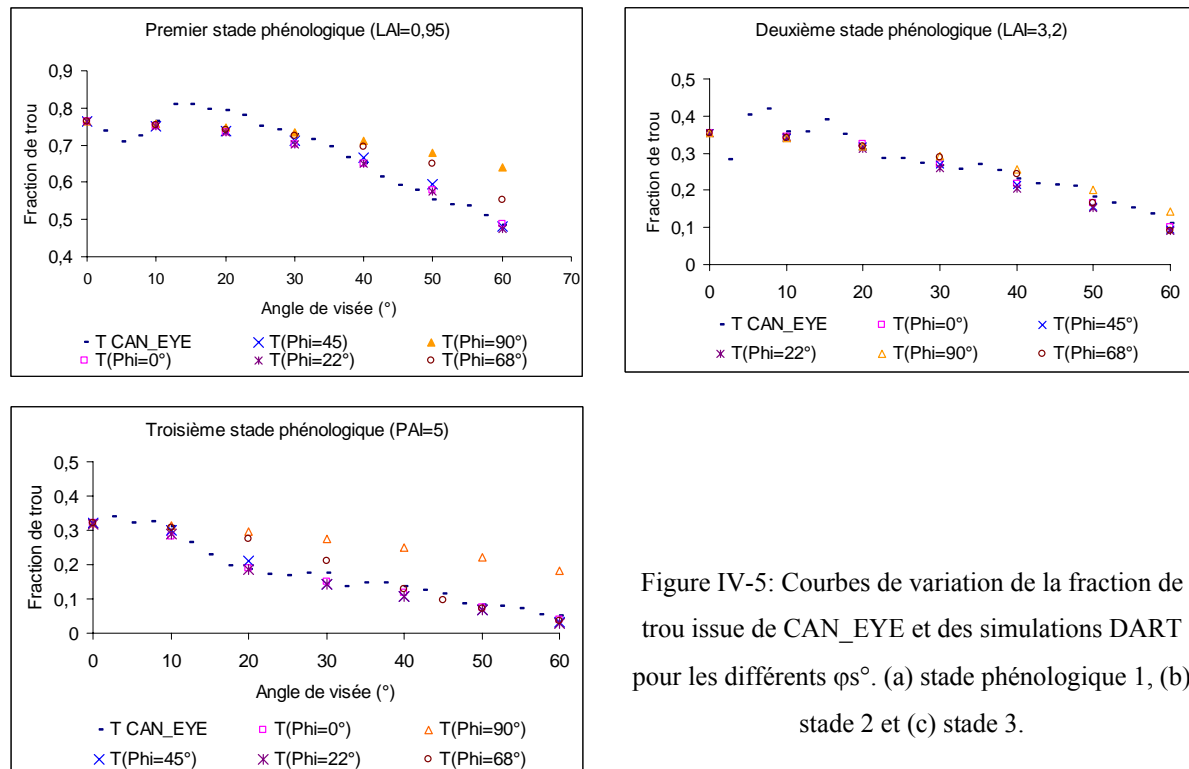 Premier stade phénologique (LAI=0,95)
Fraction de trou
0,9
0,8
0,7
0,6
0,5
0,4
0 10 20 30 40 50 60 70
Angle de visée (°)
T CAN_EYE T(Phi=45) T(Phi=90°)
T(Phi=0°) T(Phi=22°) T(Phi=68°)
Deuxième stade phénologique (LAI=3,2)
Fraction de trou
0,5
0,4
0,3
0,2
0,1
0
0 10 20 30 40 50 60
T CAN_EYE T(Phi=0°) T(Phi=45°)
T(Phi=22°) T(Phi=90°) T(Phi=68°)
Troisième stade phénologique (PAI=5)
Fraction de trou
0,5
0,4
0,3
0,2
0,1
0
0 10 20 30 40 50 60
Angle de visée (°)
T CAN_EYE T(Phi=0°) T(Phi=90°)
T(Phi=45°) T(Phi=22°) T(Phi=68°)
Figure IV-5: Courbes de variation de la fraction de
trou issue de CAN_EYE et des simulations DART
pour les différents φs°. (a) stade phénologique 1, (b)
stade 2 et (c) stade 3.